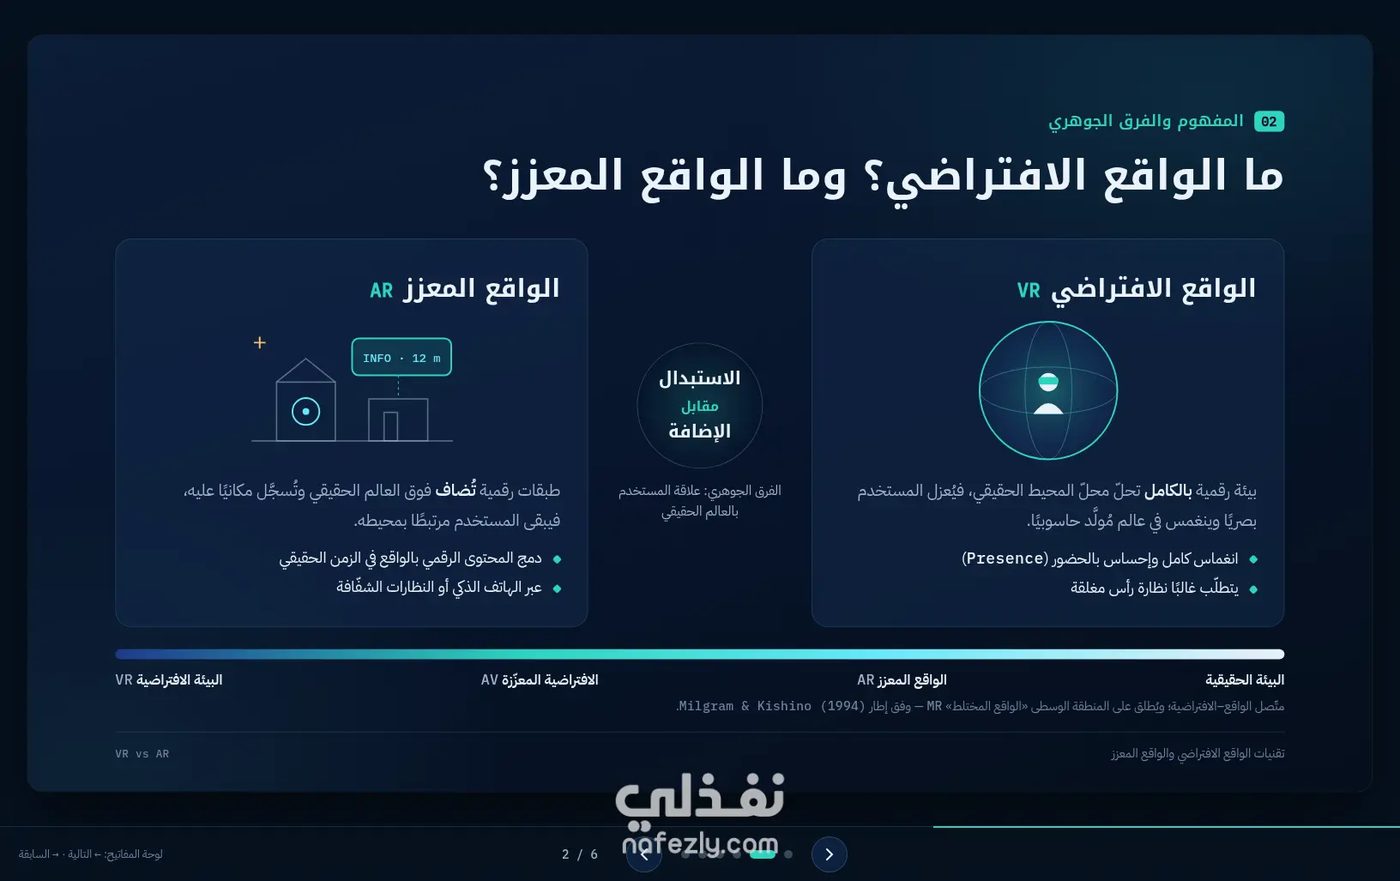 02 المفهوم والفرق الجوهري
ما الواقع الافتراضي؟ وما الواقع المعزز؟
الواقع الافتراضي VR
بيئة رقمية بالكامل تحلّ محلّ المحيط الحقيقي، فيُعزل المستخدم
بصريًا وينغمس في عالم مُولَّد حاسوبيًا.
انغماس كامل وإحساس بالحضور (Presence)
يتطلّب غالبًا نظارة رأس مغلقة
الاستبدال
مقابل
الإضافة
الفرق الجوهري: علاقة المستخدم
بالعالم الحقيقي
الواقع المعزز AR
INFO · 12 m
طبقات رقمية تُضاف فوق العالم الحقيقي وتُسجَّل مكانيًا عليه،
فيبقى المستخدم مرتبطًا بمحيطه.
دمج المحتوى الرقمي بالواقع في الزمن الحقيقي
عبر الهاتف الذكي أو النظارات الشفّافة
البيئة الحقيقية
الواقع المعزز AR
الافتراضية المعزّزة AV
البيئة الافتراضية VR
متّصل الواقع–الافتراضية؛ ويُطلق على المنطقة الوسطى «الواقع المختلط» MR — وفق إطار Milgram & Kishino (1994).
تقنيات الواقع الافتراضي والواقع المعزز
VR vs AR
نفذلي
nafezly.com
2 / 6
لوحة المفاتيح: ← التالية · → السابقة